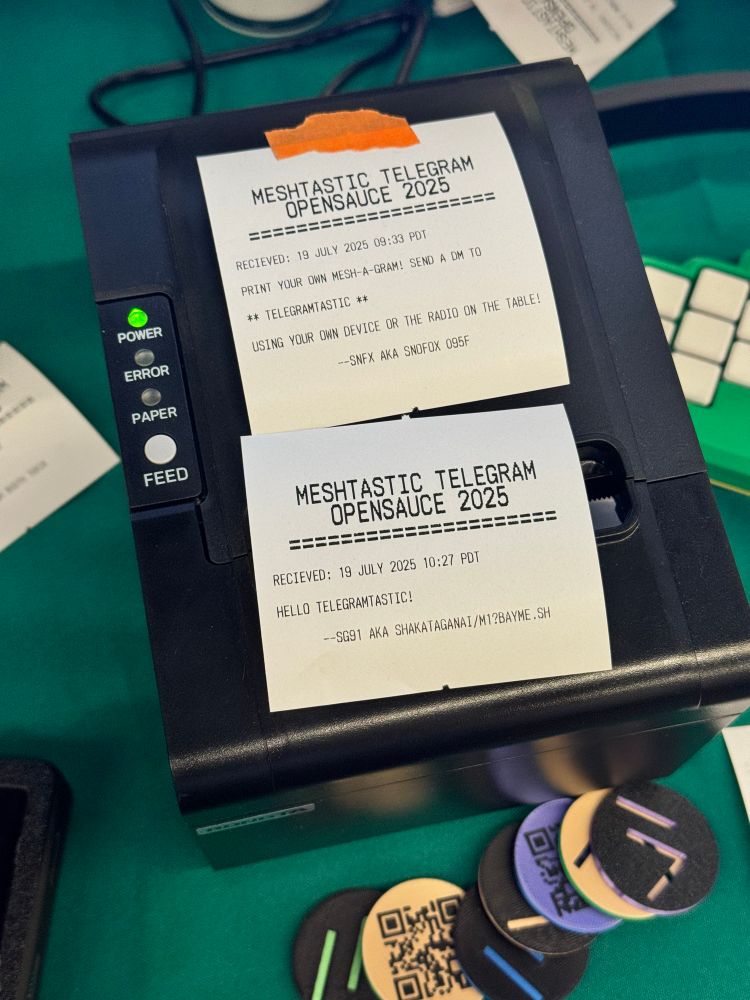 MESHTASTIC TELEGRAM
OPENSAUCE 2025
==============================
RECIEVED: 19 JULY 2025 09:33 PDT
PRINT YOUR OWN MESH-A-GRAM! SEND A DM TO
** TELEGRAMTASTIC **
USING YOUR OWN DEVICE OR THE RADIO ON THE TABLE!
--SNFX AKA SNOFOX 095F
POWER
ERROR
PAPER
FEED
MESHTASTIC TELEGRAM
OPENSAUCE 2025
==============================
RECIEVED: 19 JULY 2025 10:27 PDT
HELLO TELEGRAMTASTIC!
--SG91 AKA SHAKATAGANAI/M1?BAYME.SH